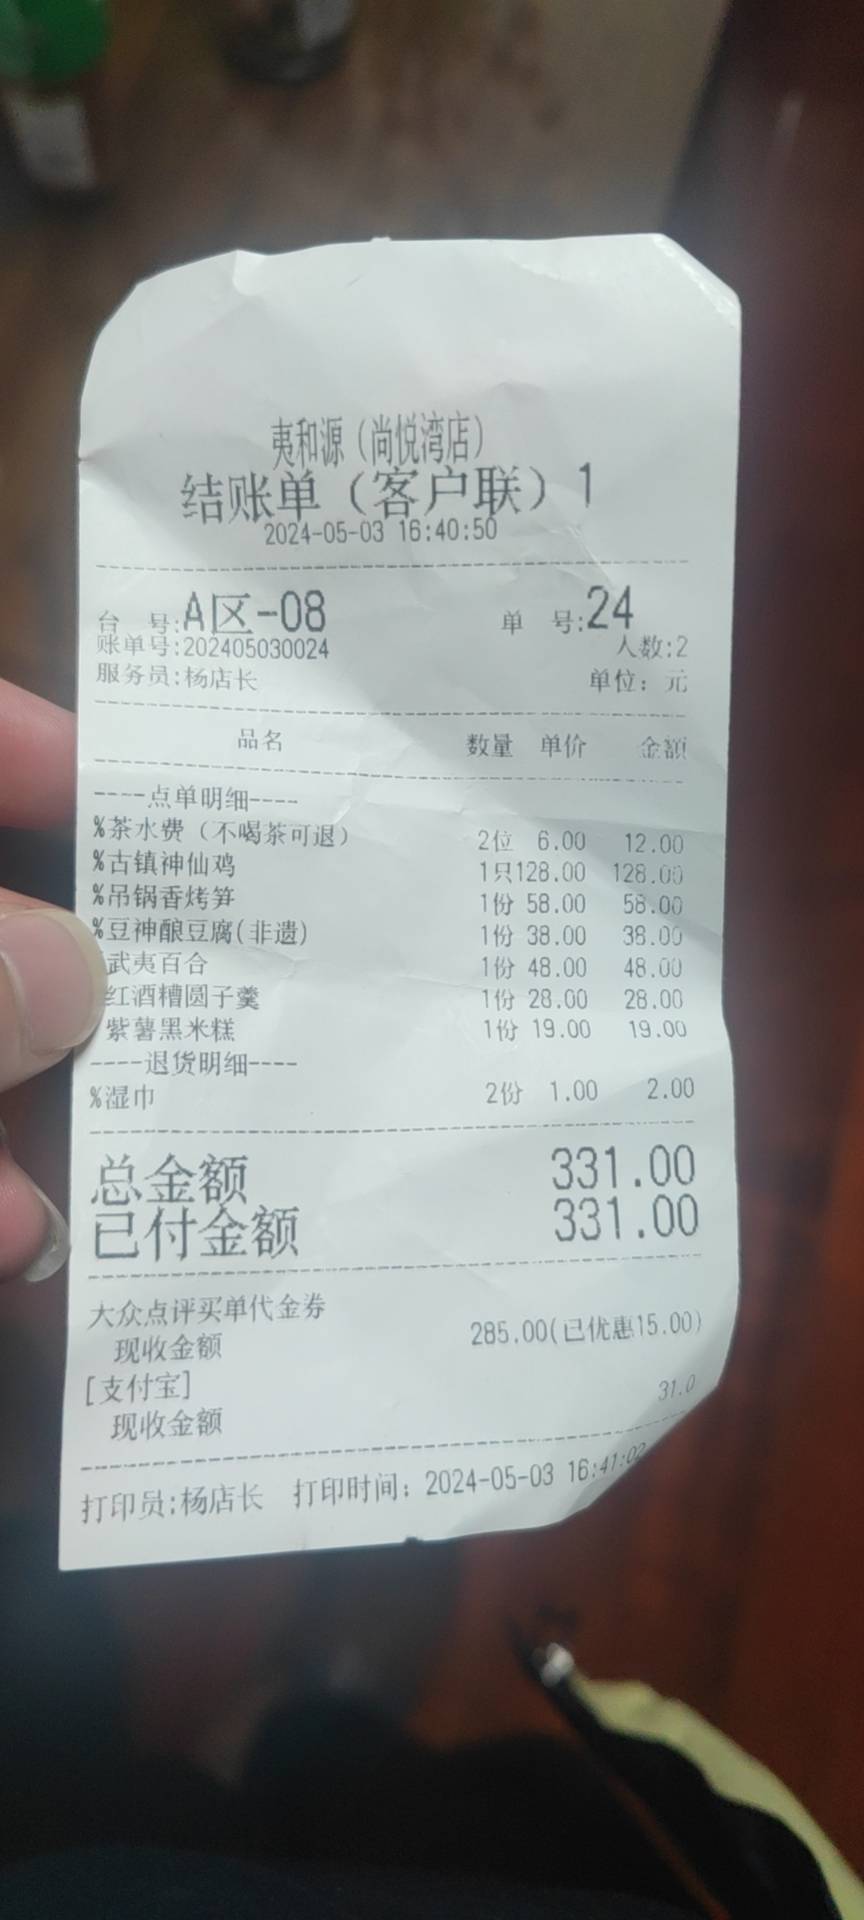 夷和源（尚悦湾店）
结账单（客户联）1
2024-05-03 16:40:50
台 号:A区-08 单 号:24
账单号:202405030024 人数:2
服务员:杨店长 单位：元
品名 数量 单价 金额
----点单明细----
%茶水费（不喝茶可退） 2位 6.00 12.00
%古镇神仙鸡 1只128.00 128.00
%吊锅香烤笋 1份 58.00 58.00
%豆神酿豆腐(非遗) 1份 38.00 38.00
武夷百合 1份 48.00 48.00
红酒糟圆子羹 1份 28.00 28.00
紫薯黑米糕 1份 19.00 19.00
----退货明细----
%湿巾 2份 1.00 2.00
总金额 331.00
已付金额 331.00
大众点评买单代金券
现收金额 285.00(已优惠15.00)
[支付宝]
现收金额 31.0
打印员:杨店长 打印时间：2024-05-03 16:41:02